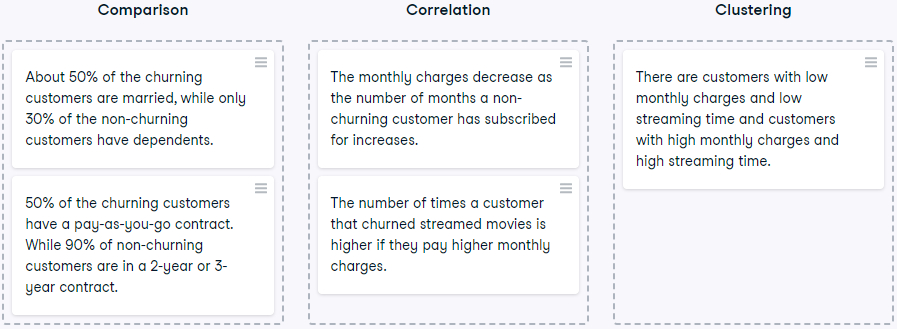 Comparison
About 50% of the churning
customers are married, while only
30% of the non-churning
customers have dependents.
50% of the churning customers
have a pay-as-you-go contract.
While 90% of non-churning
customers are in a 2-year or 3-
year contract.
Correlation
The monthly charges decrease as
the number of months a non-
churning customer has subscribed
for increases.
The number of times a customer
that churned streamed movies is
higher if they pay higher monthly
charges.
Clustering
There are customers with low
monthly charges and low
streaming time and customers
with high monthly charges and
high streaming time.